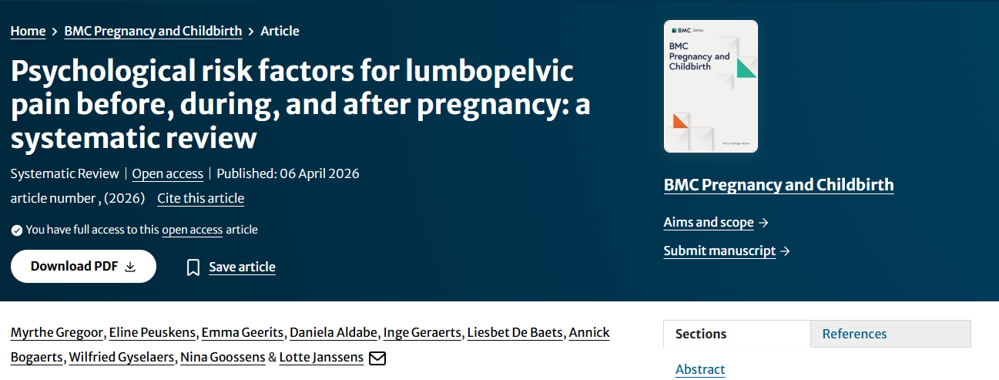 Home > BMC Pregnancy and Childbirth > Article
Psychological risk factors for lumbopelvic
pain before, during, and after pregnancy: a
systematic review
Systematic Review | Open access | Published: 06 April 2026
article number , (2026) Cite this article
You have full access to this open access article
Download PDF
Save article
BMC Series
BMC
Pregnancy and
Childbirth
Part of Springer Nature
BMC Pregnancy and Childbirth
Aims and scope →
Submit manuscript →
Myrthe Gregoor, Eline Peuskens, Emma Geerits, Daniela Aldabe, Inge Geraerts, Liesbet De Baets, Annick
Bogaerts, Wilfried Gyselaers, Nina Goossens & Lotte Janssens
Sections
References
Abstract